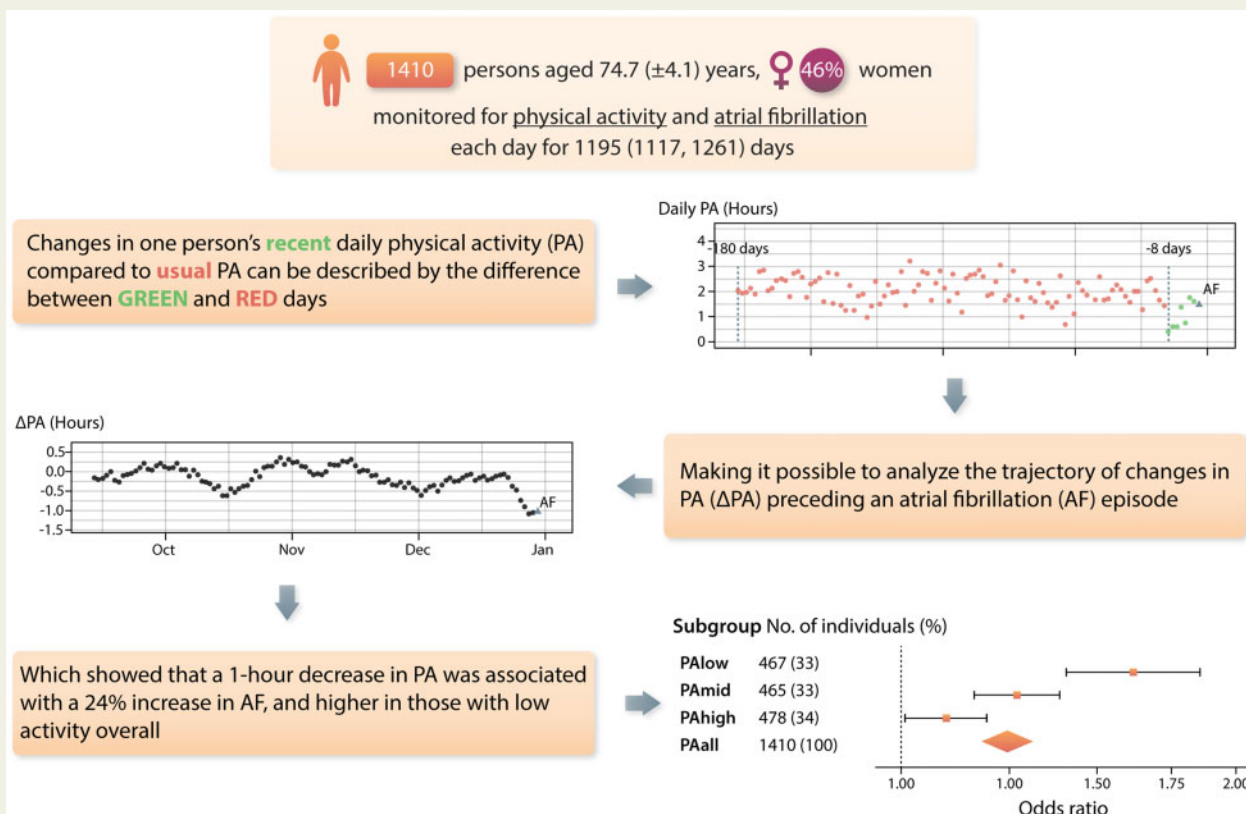 1410 persons aged 74.7 (±4.1) years, 46% women
monitored for physical activity and atrial fibrillation
each day for 1195 (1117, 1261) days
Changes in one person's recent daily physical activity (PA)
compared to usual PA can be described by the difference
between GREEN and RED days
Daily PA (Hours)
4
3
2
1
0
-180 days
-8 days
AF
ΔPA (Hours)
0.5
0.0
-0.5
-1.0
-1.5
AF
Oct Nov Dec Jan
Making it possible to analyze the trajectory of changes in
PA (ΔPA) preceding an atrial fibrillation (AF) episode
Which showed that a 1-hour decrease in PA was associated
with a 24% increase in AF, and higher in those with low
activity overall
Subgroup No. of individuals (%)
PAlow 467 (33)
PAmid 465 (33)
PAhigh 478 (34)
PAall 1410 (100)
1.00 1.00 1.50 1.75 2.00
Odds ratio